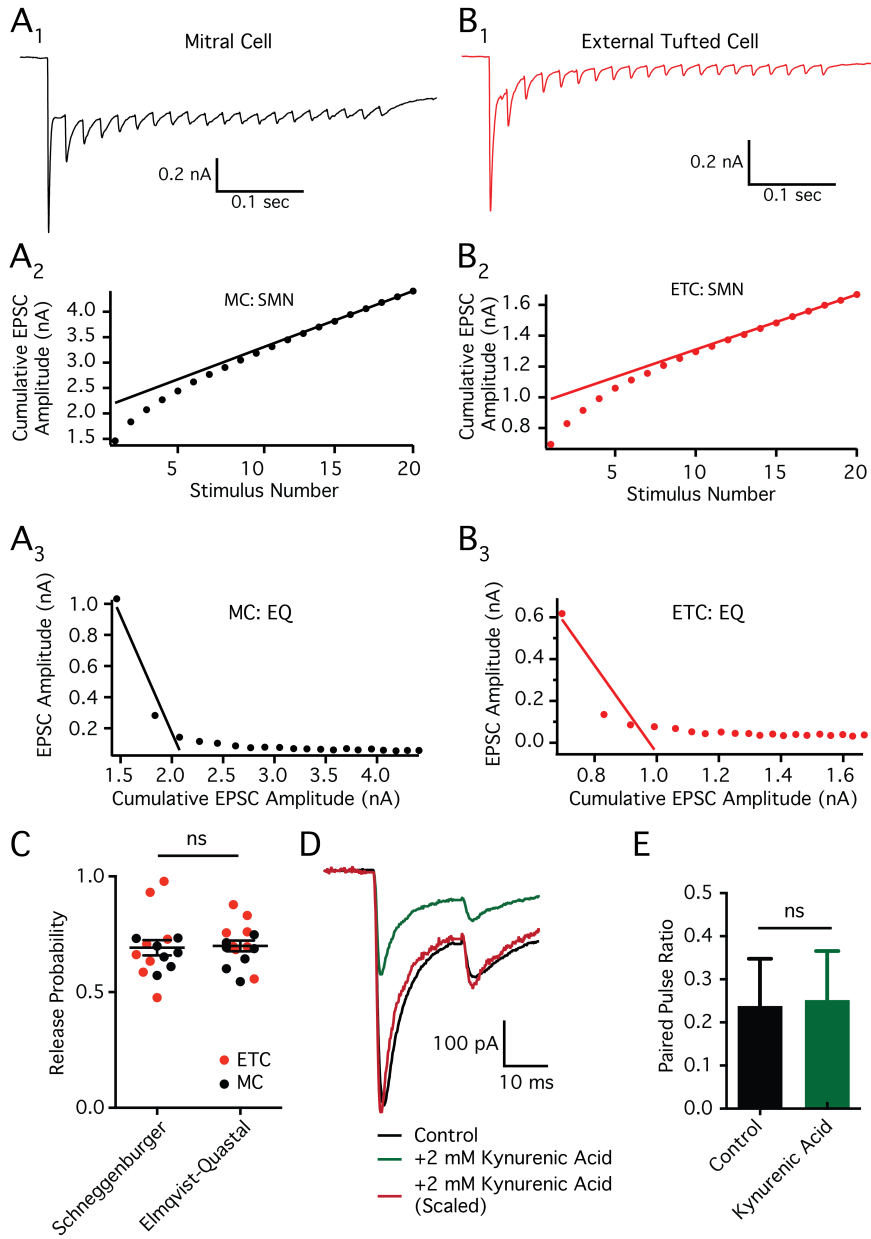 A1
Mitral Cell
0.2 nA
0.1 sec
B1
External Tufted Cell
0.2 nA
0.1 sec
A2
MC: SMN
Cumulative EPSC
Amplitude (nA)
4.0
3.5
3.0
2.5
2.0
1.5
5
10
15
20
Stimulus Number
B2
ETC: SMN
Cumulative EPSC
Amplitude (nA)
1.6
1.4
1.2
1.0
0.8
5
10
15
20
Stimulus Number
A3
MC: EQ
EPSC Amplitude (nA)
1.0
0.8
0.6
0.4
0.2
1.5
2.0
2.5
3.0
3.5
4.0
Cumulative EPSC Amplitude (nA)
B3
ETC: EQ
EPSC Amplitude (nA)
0.6
0.4
0.2
0.0
0.8
1.0
1.2
1.4
1.6
Cumulative EPSC Amplitude (nA)
C
ns
Release Probability
1.0
0.5
0.0
ETC
MC
Schneggenburger
Elmqvist-Quastal
D
100 pA
10 ms
Control
+2 mM Kynurenic Acid
+2 mM Kynurenic Acid
(Scaled)
E
ns
Paired Pulse Ratio
0.5
0.4
0.3
0.2
0.1
0.0
Control
Kynurenic Acid